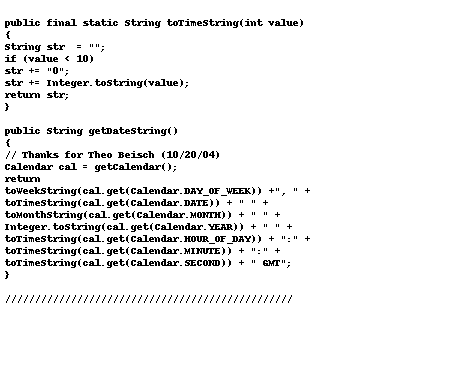 public final static String toTimeString(int value)
{
String str  = "";
if (value < 10)
str += "0";
str += Integer.toString(value);
return str;
}

public String getDateString()
{
// Thanks for Theo Beisch (10/20/04)
Calendar cal = getCalendar();
return
toWeekString(cal.get(Calendar.DAY_OF_WEEK)) +", " +
toTimeString(cal.get(Calendar.DATE)) + " " +
toMonthString(cal.get(Calendar.MONTH)) + " " +
Integer.toString(cal.get(Calendar.YEAR)) + " " +
toTimeString(cal.get(Calendar.HOUR_OF_DAY)) + ":" +
toTimeString(cal.get(Calendar.MINUTE)) + ":" +
toTimeString(cal.get(Calendar.SECOND)) + " GMT";
}

////////////////////////////////////////////////